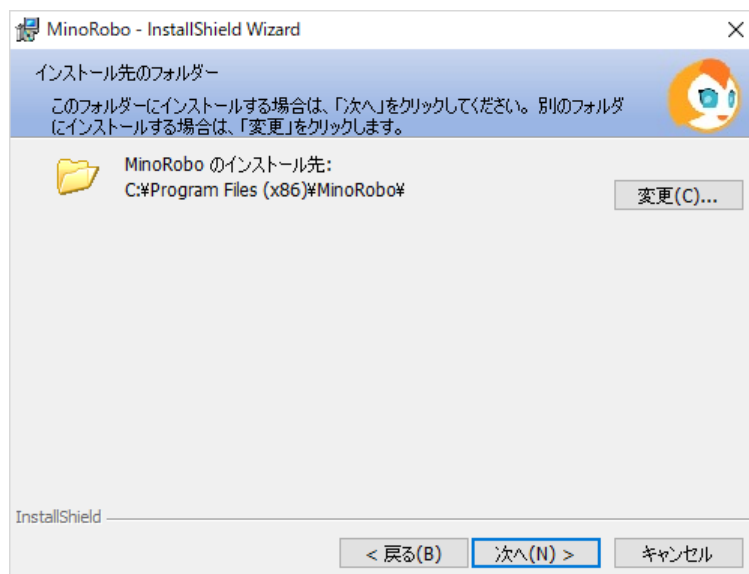 MinoRobo - InstallShield Wizard
インストール先のフォルダー
このフォルダーにインストールする場合は、「次へ」をクリックしてください。別のフォルダ
にインストールする場合は、「変更」をクリックします。
MinoRobo のインストール先:
C:¥Program Files (x86)¥MinoRobo¥
変更(C)...
InstallShield
< 戻る(B)
次へ(N) >
キャンセル